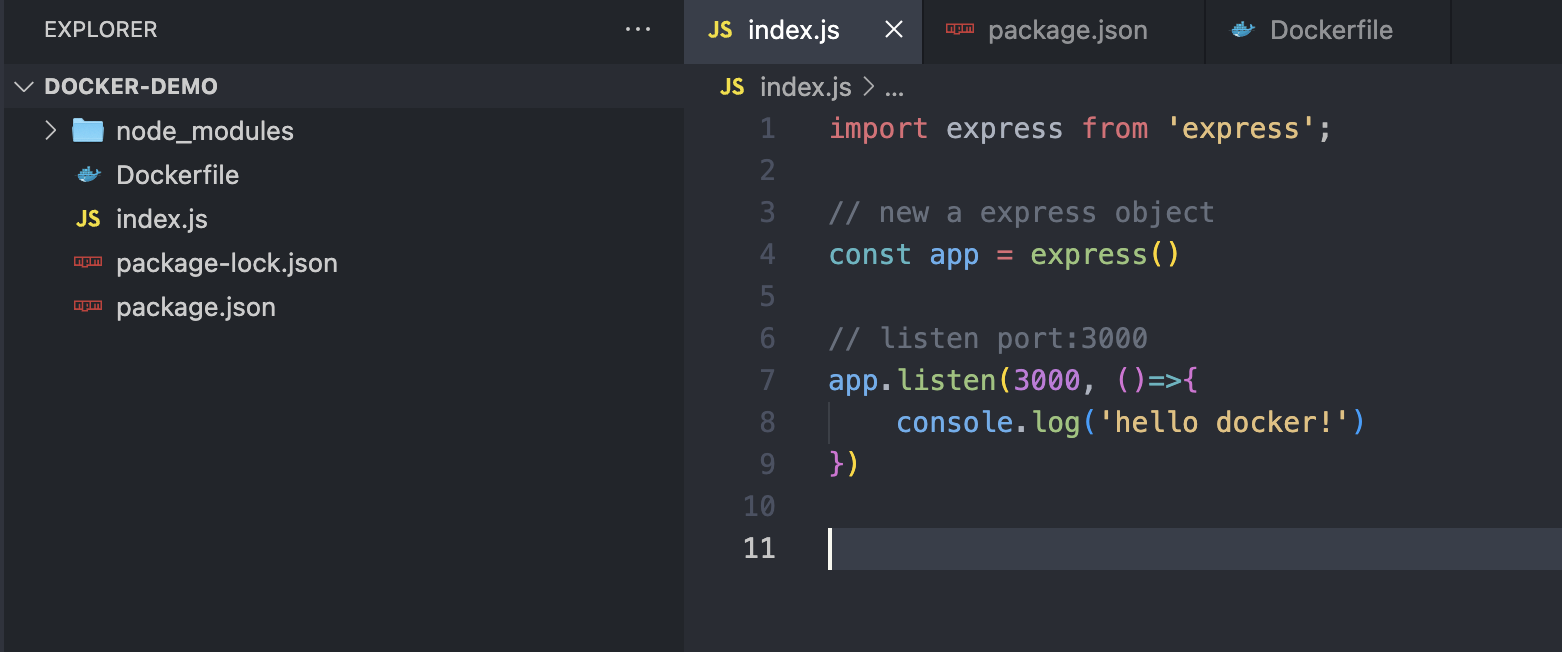 EXPLORER
DOCKER-DEMO
node_modules
Dockerfile
JS index.js
package-lock.json
package.json
JS index.js
package.json
Dockerfile
JS index.js > ...
1 import express from 'express';
2
3 // new a express object
4 const app = express()
5
6 // listen port:3000
7 app.listen(3000, ()=>{
8     console.log('hello docker!')
9 })
10
11